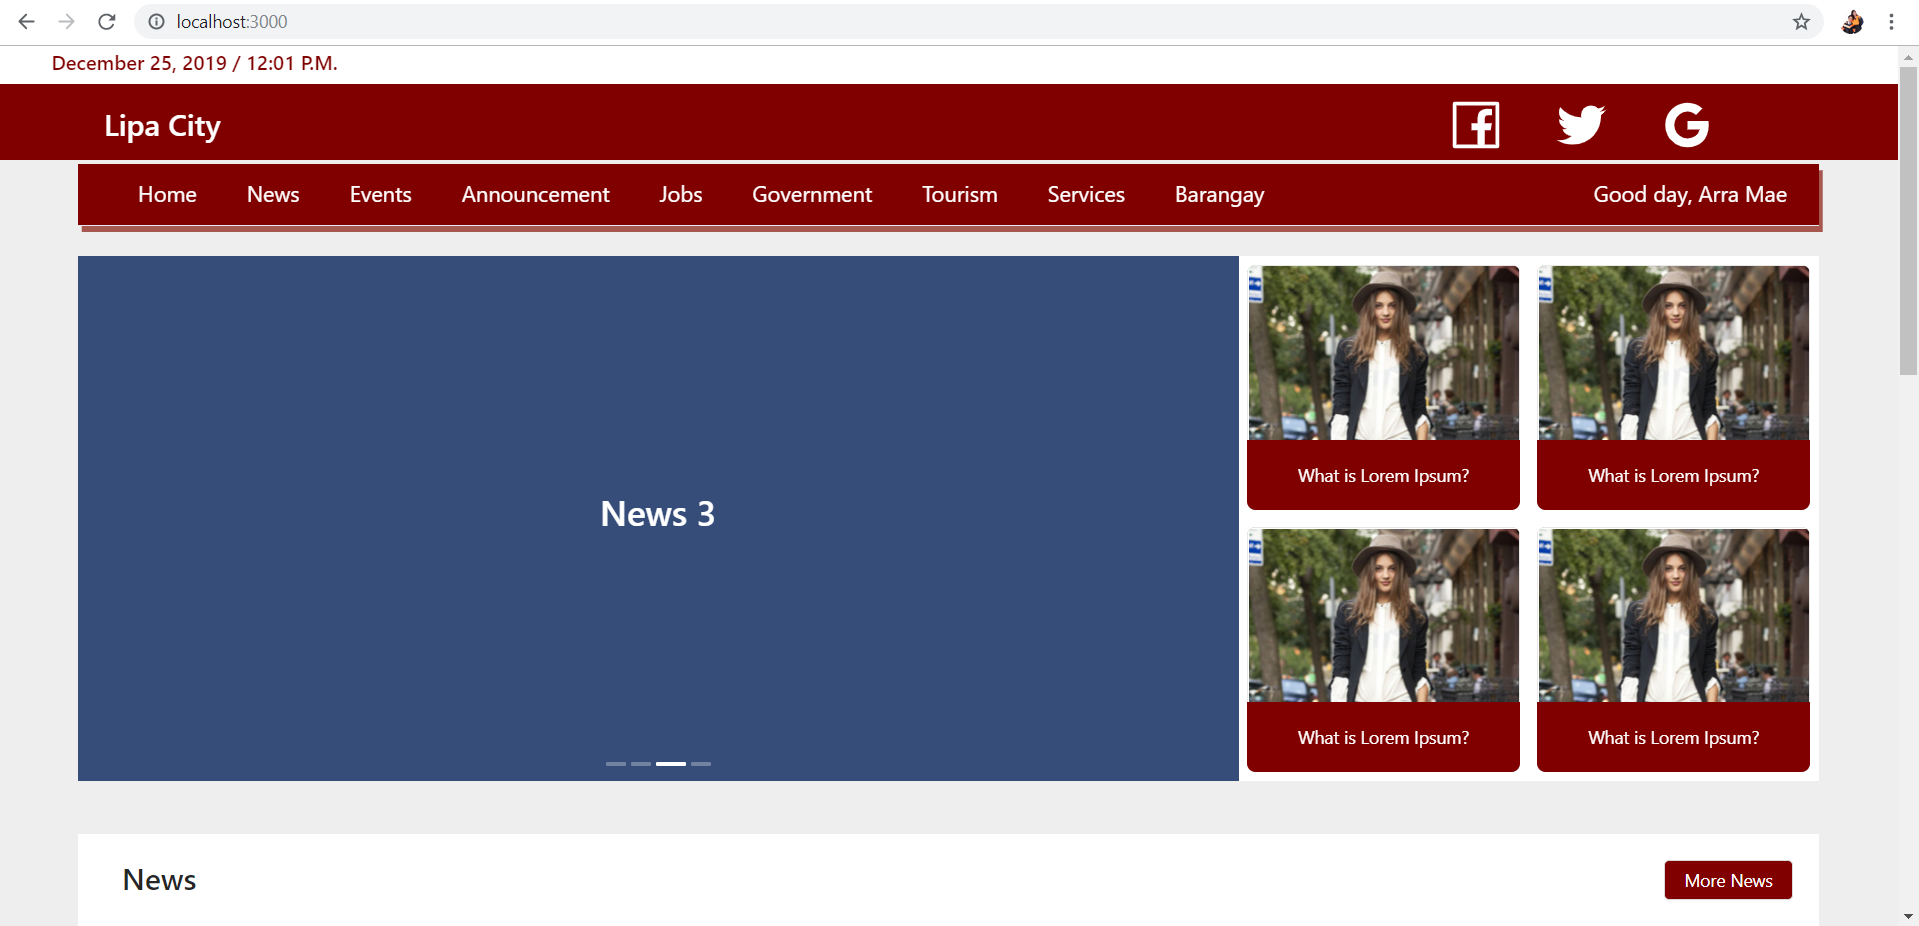 localhost:3000
December 25, 2019 / 12:01 P.M.
Lipa City
Home News Events Announcement Jobs Government Tourism Services Barangay Good day, Arra Mae
News 3
What is Lorem Ipsum? What is Lorem Ipsum?
What is Lorem Ipsum? What is Lorem Ipsum?
News More News